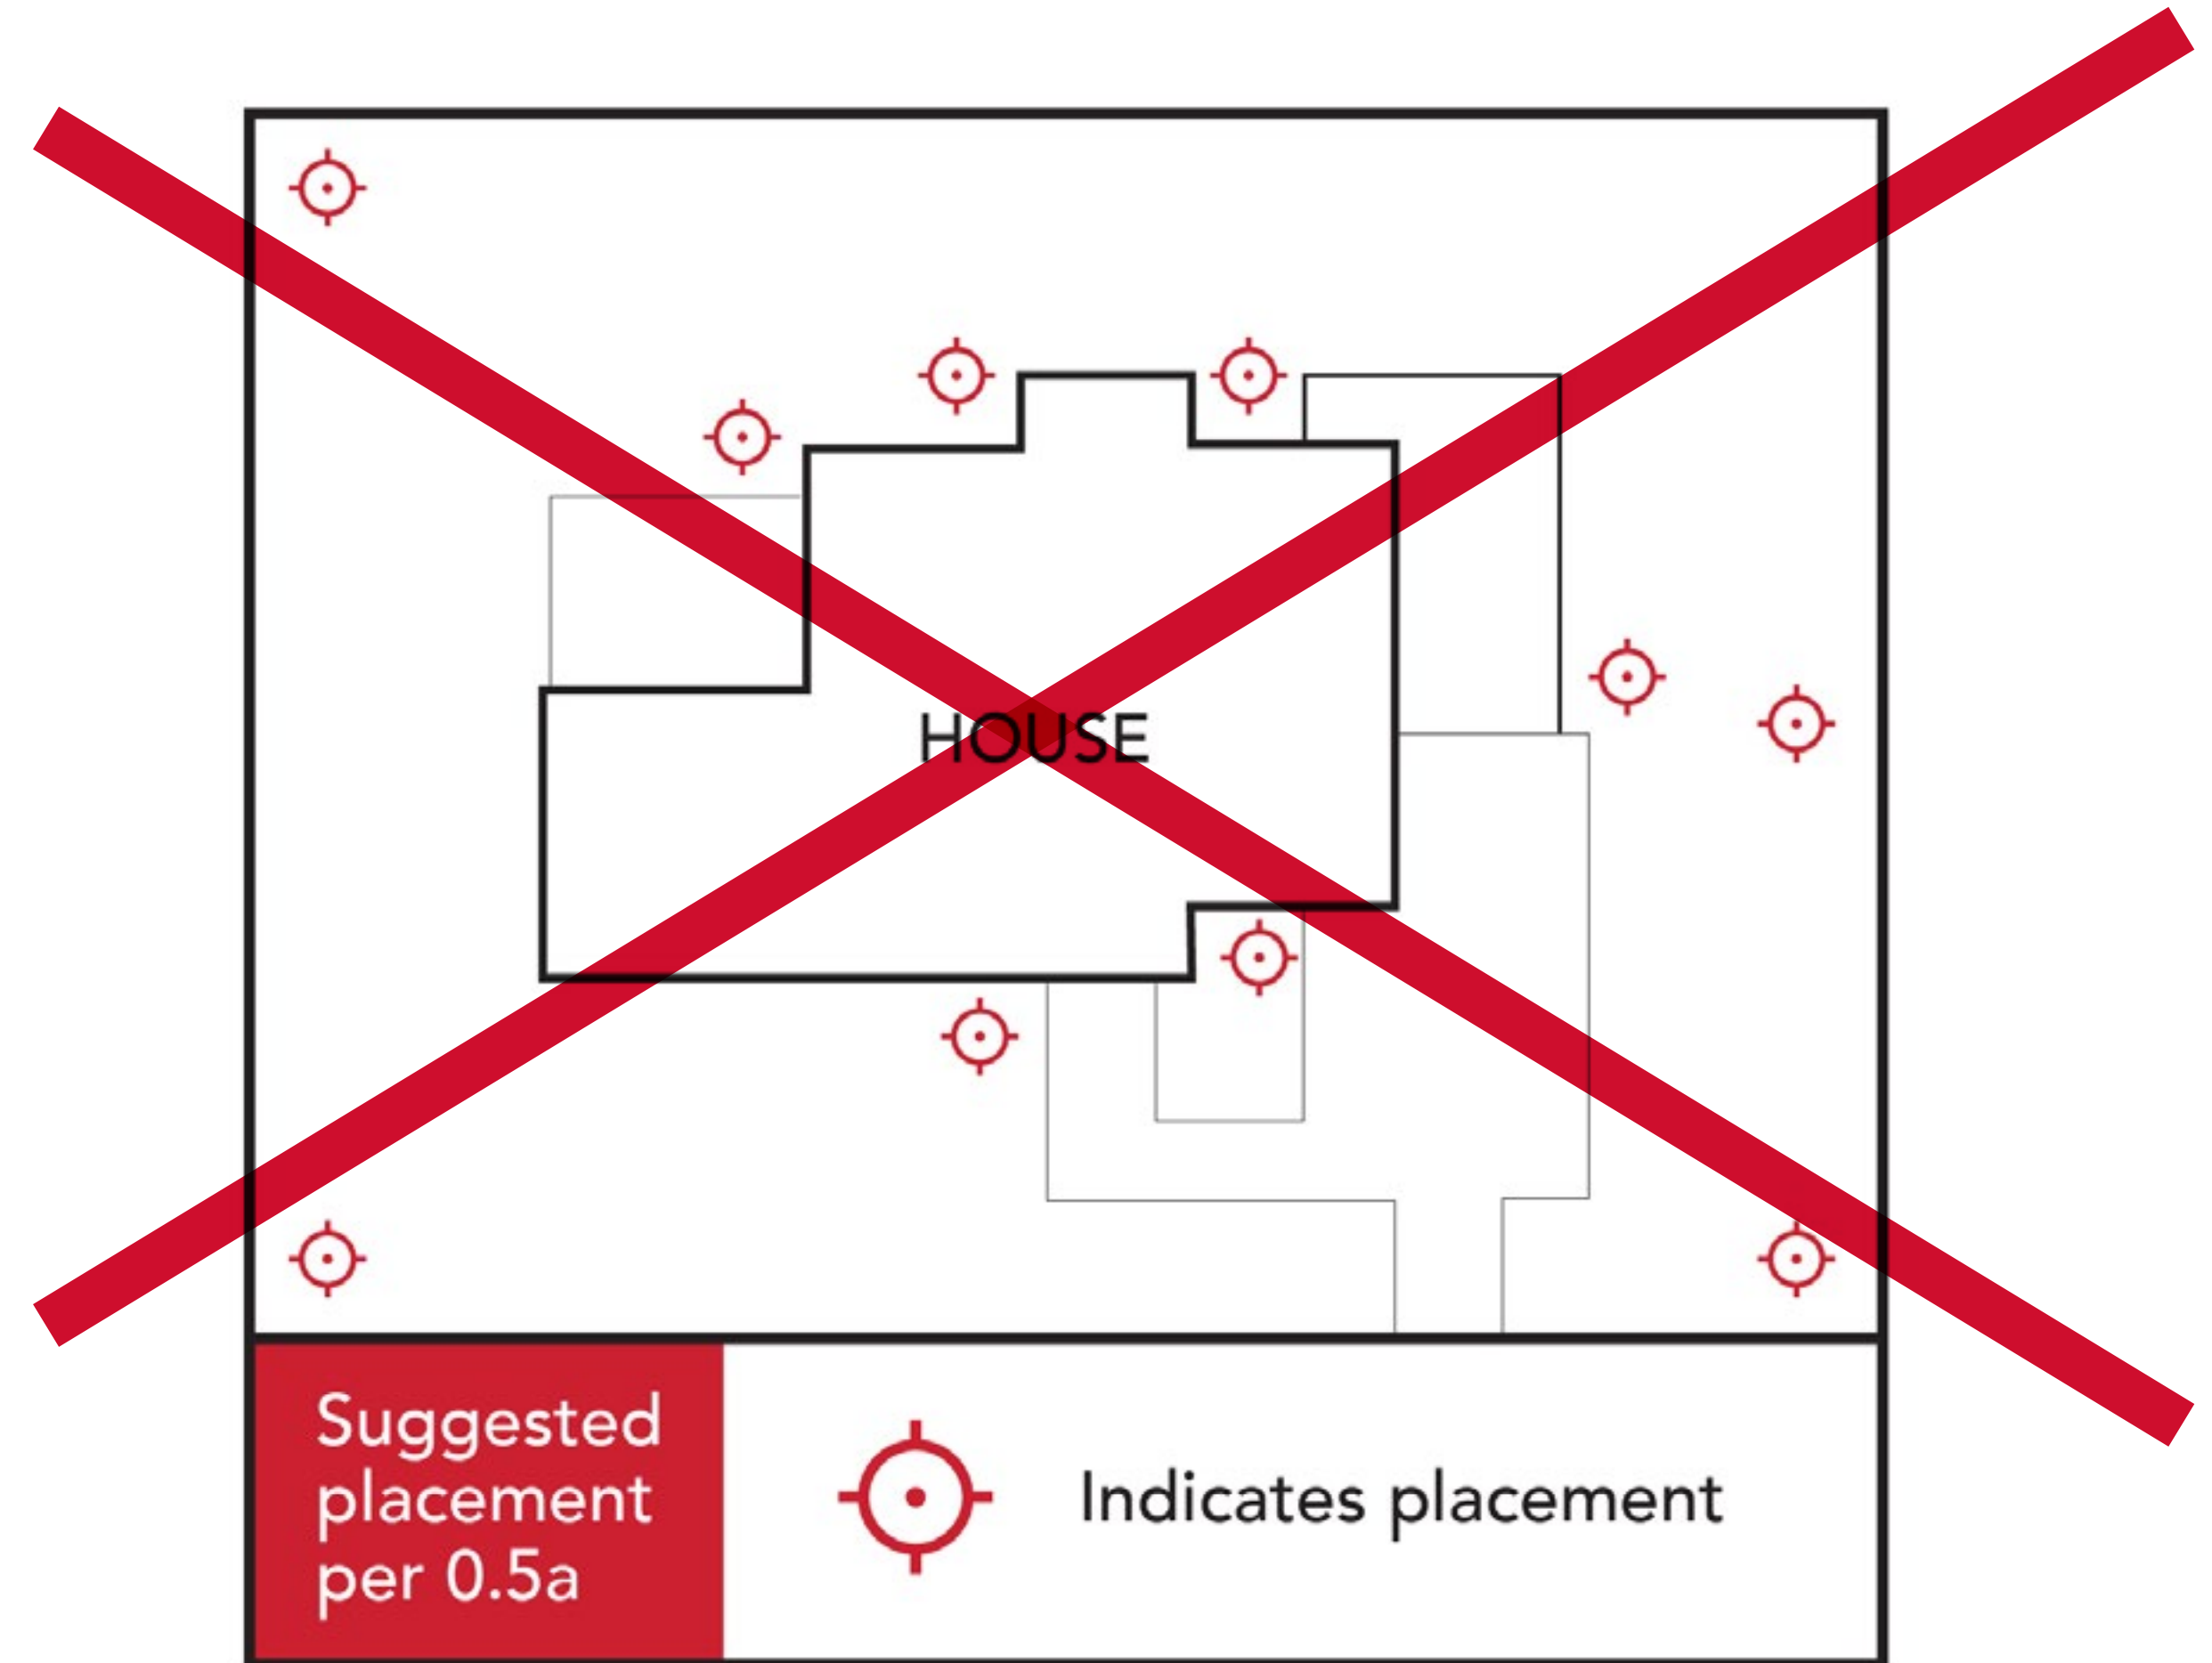 HOUSE
Suggested
placement
per 0.5a
Indicates placement